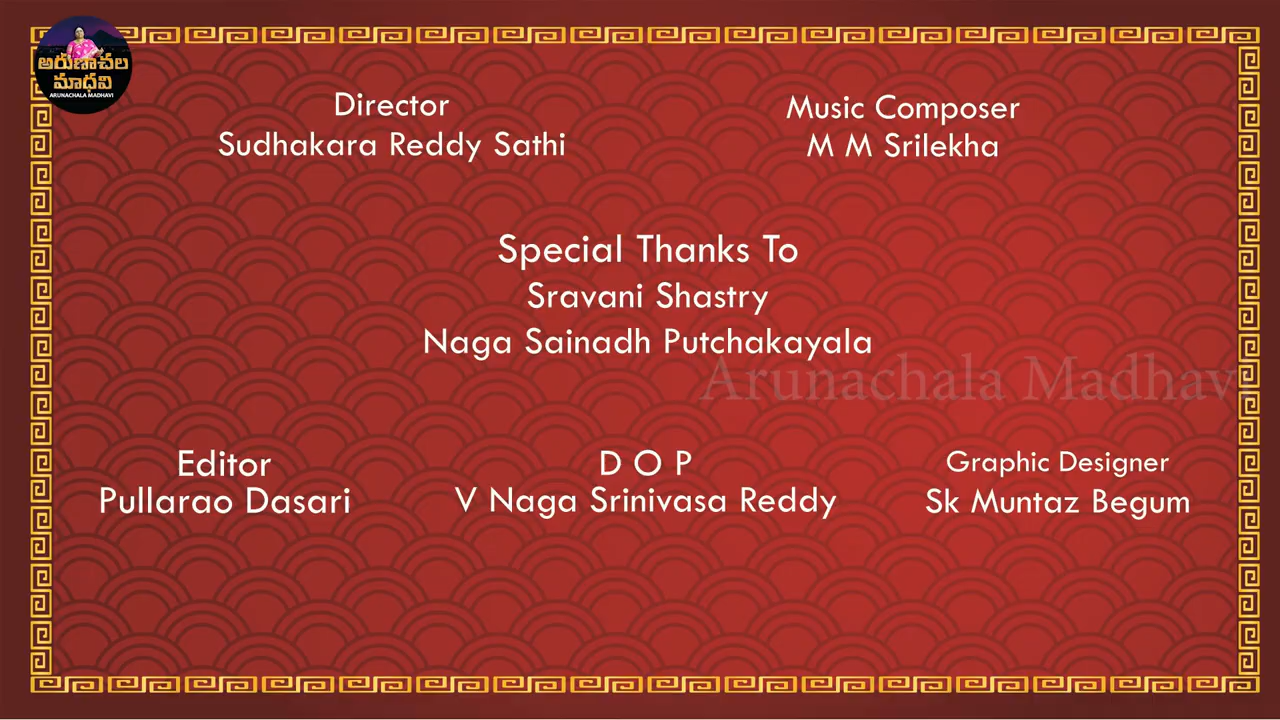 అరుణాచల
మాధవి
ARUNACHALA MADHAVI
Director
Sudhakara Reddy Sathi
Music Composer
M M Srilekha
Special Thanks To
Sravani Shastry
Naga Sainadh Putchakayala
Arunachala Madhavi
Editor
Pullarao Dasari
D O P
V Naga Srinivasa Reddy
Graphic Designer
Sk Muntaz Begum